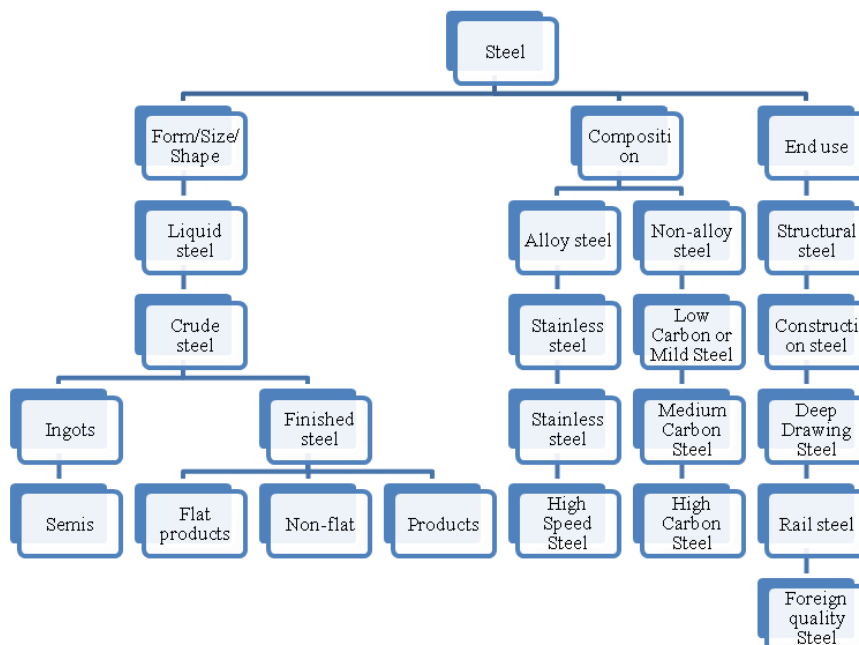 Steel
Form/Size/
Shape
Compositi
on
End use
Liquid
steel
Alloy steel
Non-alloy
steel
Structural
steel
Crude
steel
Stainless
steel
Low
Carbon or
Mild Steel
Constructi
on steel
Ingots
Finished
steel
Stainless
steel
Medium
Carbon
Steel
Deep
Drawing
Steel
Semis
Flat
products
Non-flat
Products
High
Speed
Steel
High
Carbon
Steel
Rail steel
Foreign
quality
Steel